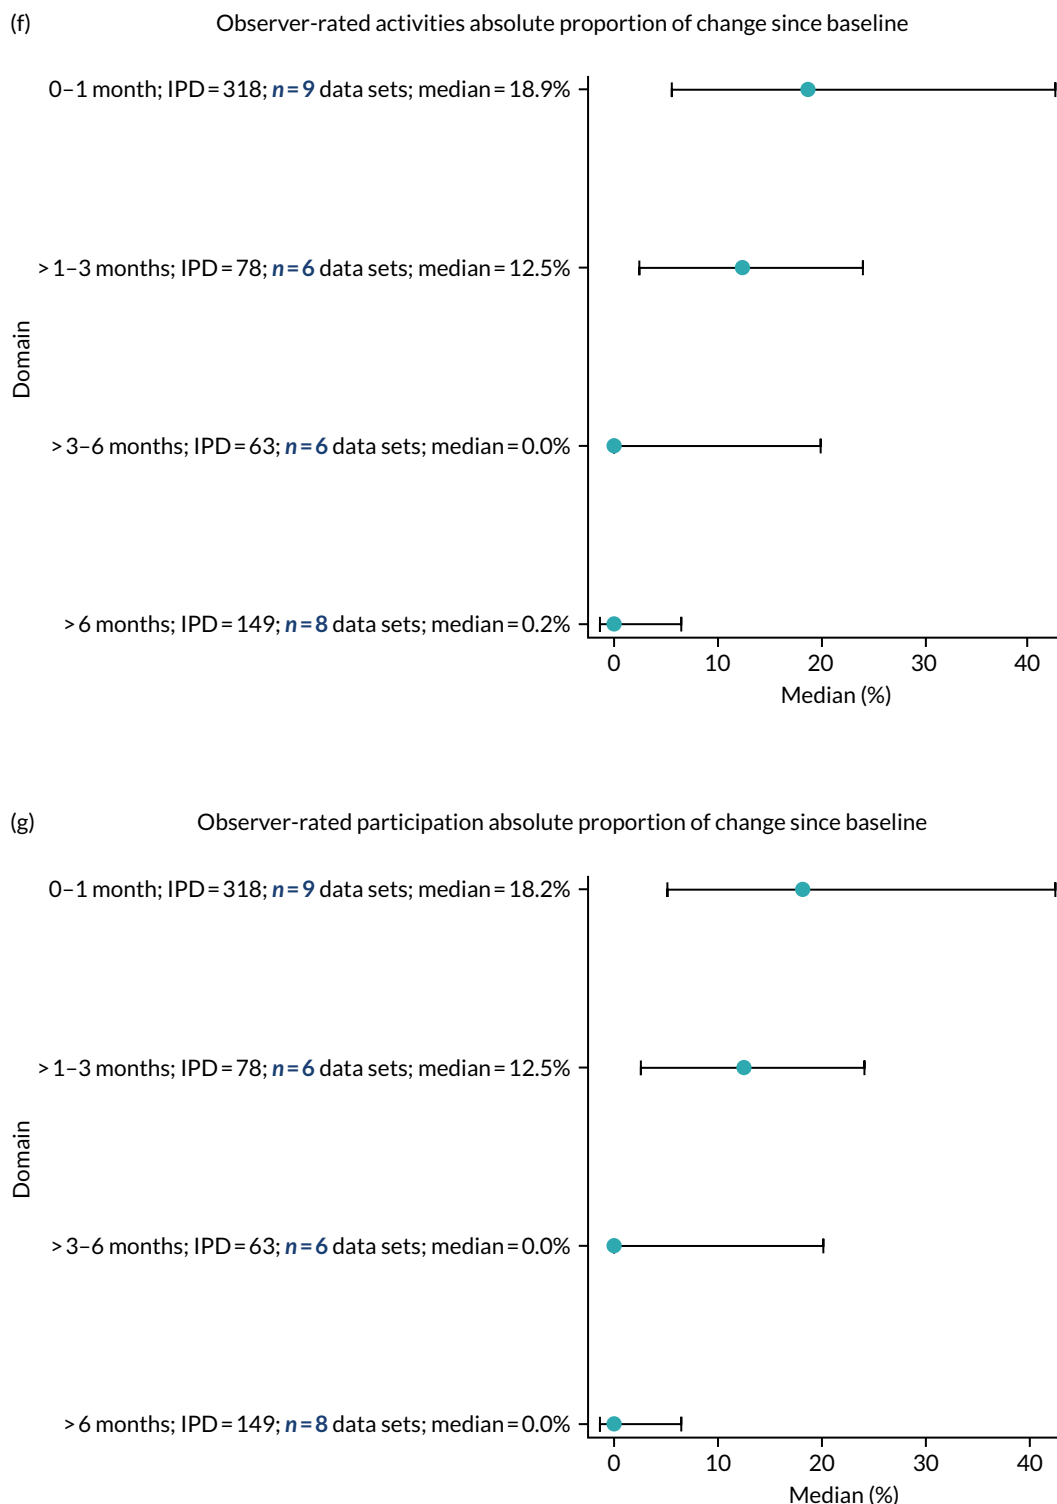 (f) Observer-rated activities absolute proportion of change since baseline
0–1 month; IPD = 318; n = 9 data sets; median = 18.9%
> 1–3 months; IPD = 78; n = 6 data sets; median = 12.5%
Domain
> 3–6 months; IPD = 63; n = 6 data sets; median = 0.0%
> 6 months; IPD = 149; n = 8 data sets; median = 0.2%
0 10 20 30 40
Median (%)
(g) Observer-rated participation absolute proportion of change since baseline
0–1 month; IPD = 318; n = 9 data sets; median = 18.2%
> 1–3 months; IPD = 78; n = 6 data sets; median = 12.5%
Domain
> 3–6 months; IPD = 63; n = 6 data sets; median = 0.0%
> 6 months; IPD = 149; n = 8 data sets; median = 0.0%
0 10 20 30 40
Median (%)